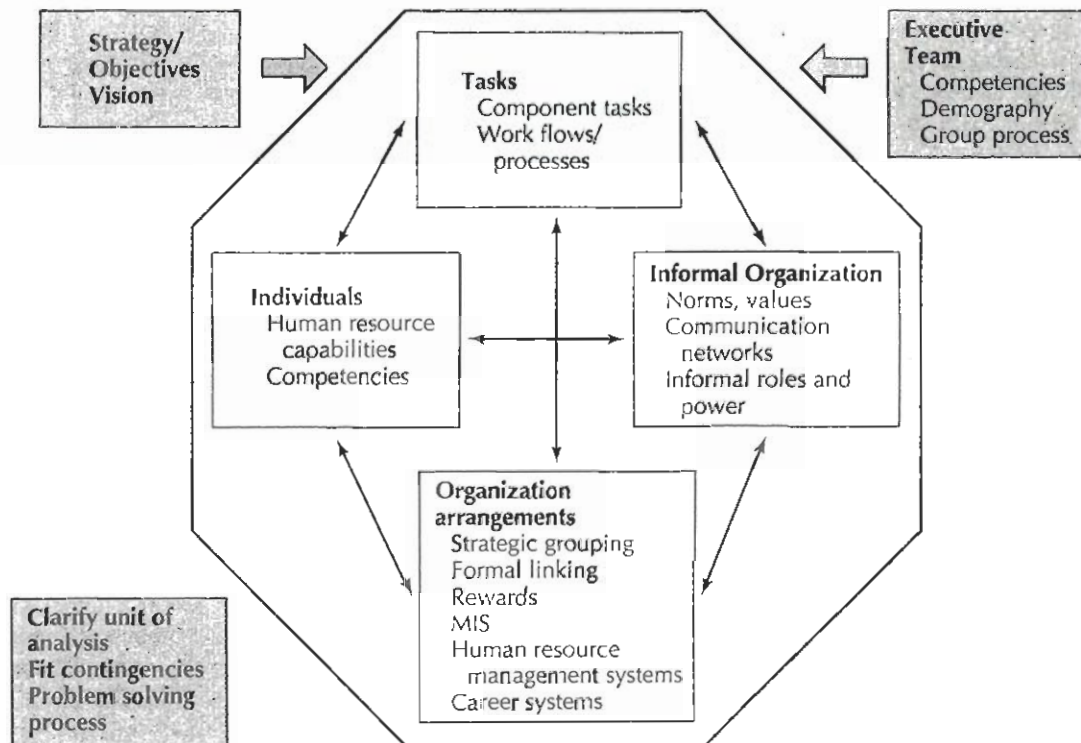 Strategy/
Objectives
Vision
Executive
Team
Competencies
Demography
Group process
Tasks
Component tasks
Work flows/
processes
Individuals
Human resource
capabilities
Competencies
Informal Organization
Norms, values
Communication
networks
Informal roles and
power
Organization
arrangements
Strategic grouping
Formal linking
Rewards
MIS
Human resource
management systems
Career systems
Clarify unit of
analysis
Fit contingencies
Problem solving
process